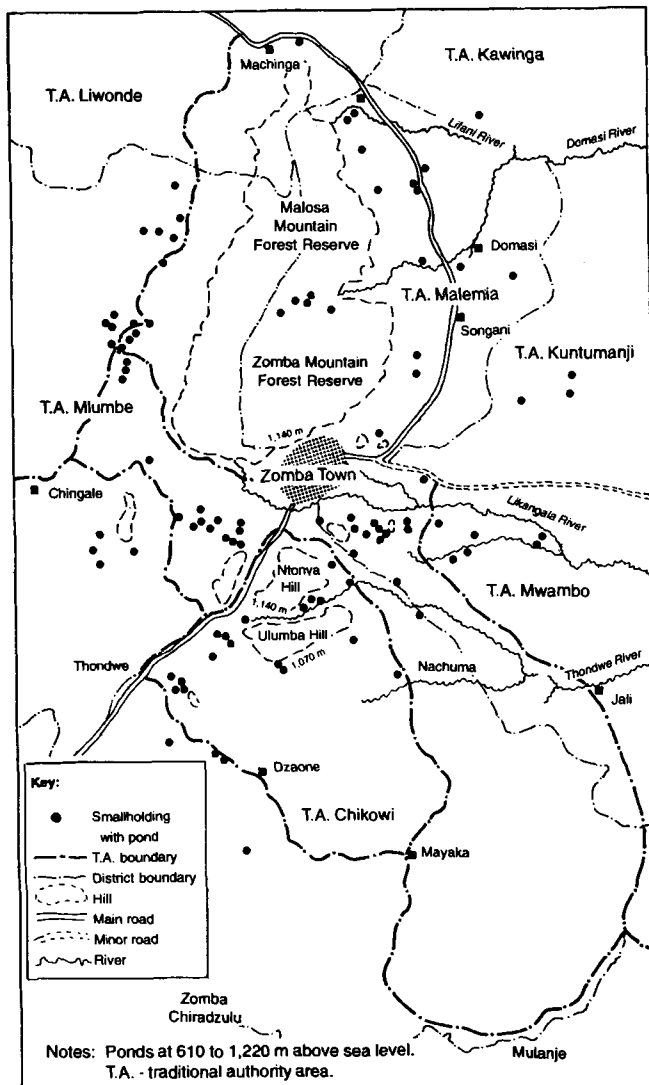 Machinga
T.A. Kawinga
T.A. Liwonde
Lifani River
Domasi River
Malosa
Mountain
Forest Reserve
Domasi
T.A. Malemia
Songani
T.A. Kuntumanji
Zomba Mountain
Forest Reserve
T.A. Mlumbe
1,140 m
Zomba Town
Chingale
Likangala River
Ntonya
Hill
T.A. Mwambo
1,140 m
Ulumba Hill
1,070 m
Thondwe
Nachuma
Thondwe River
Jali
Dzaone
T.A. Chikowi
Mayaka
Key:
Smallholding
with pond
T.A. boundary
District boundary
Hill
Main road
Minor road
River
Zomba
Chiradzulu
Mulanje
Notes: Ponds at 610 to 1,220 m above sea level.
T.A. - traditional authority area.